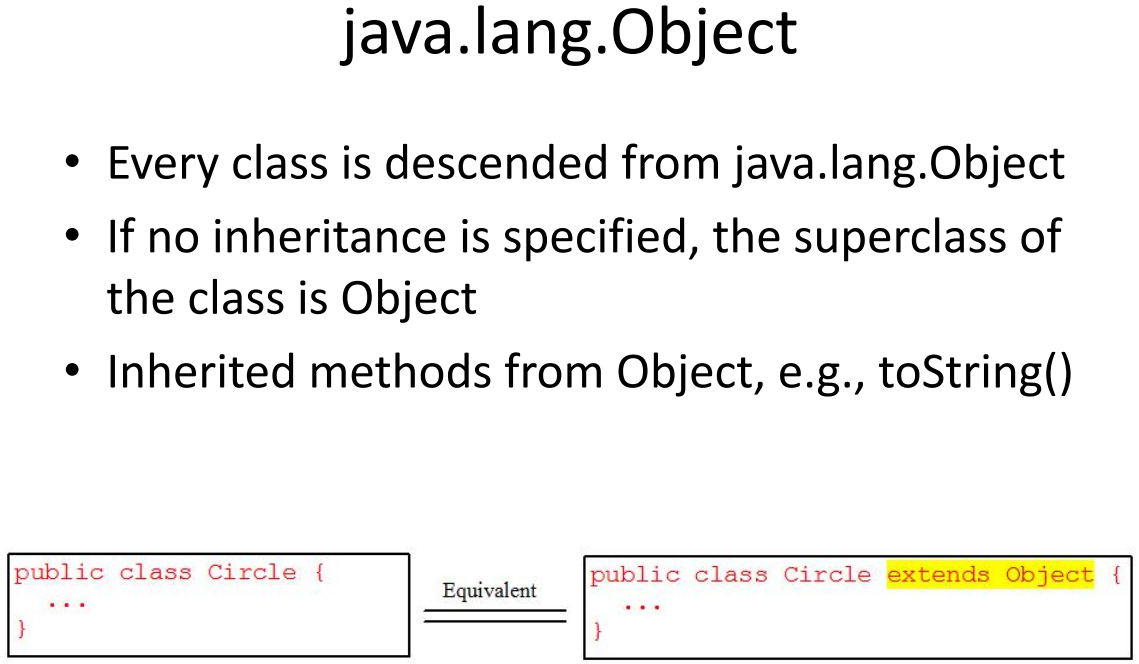 java.lang.Object
• Every class is descended from java.lang.Object
• If no inheritance is specified, the superclass of
the class is Object
• Inherited methods from Object, e.g., toString()
public class Circle {
...
}
Equivalent
public class Circle extends Object {
...
}